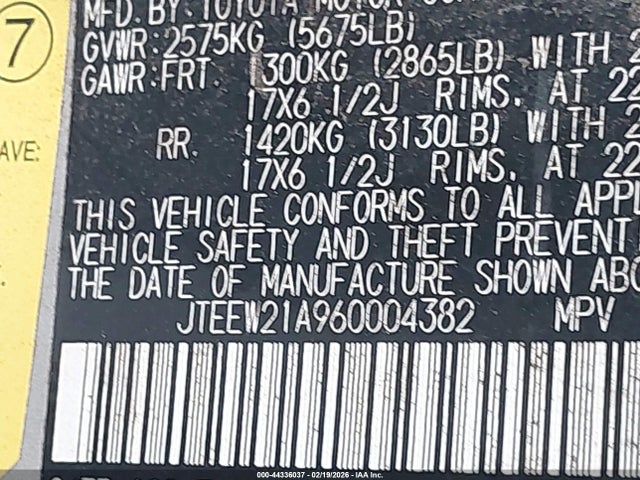 7
MFD. BY: TOYOTA MOTOR
GVWR: 2575KG (5675LB)
GAWR: FRT. 1300KG (2865LB) WITH
17X6 1/2J RIMS, AT 22
RR. 1420KG (3130LB) WITH
17X6 1/2J RIMS, AT 22
AVE:
THIS VEHICLE CONFORMS TO ALL APPL
VEHICLE SAFETY AND THEFT PREVENT
THE DATE OF MANUFACTURE SHOWN ABO
JTEEW21A960004382 MPV
000-44336037 - 02/19/2026 - IAA Inc.